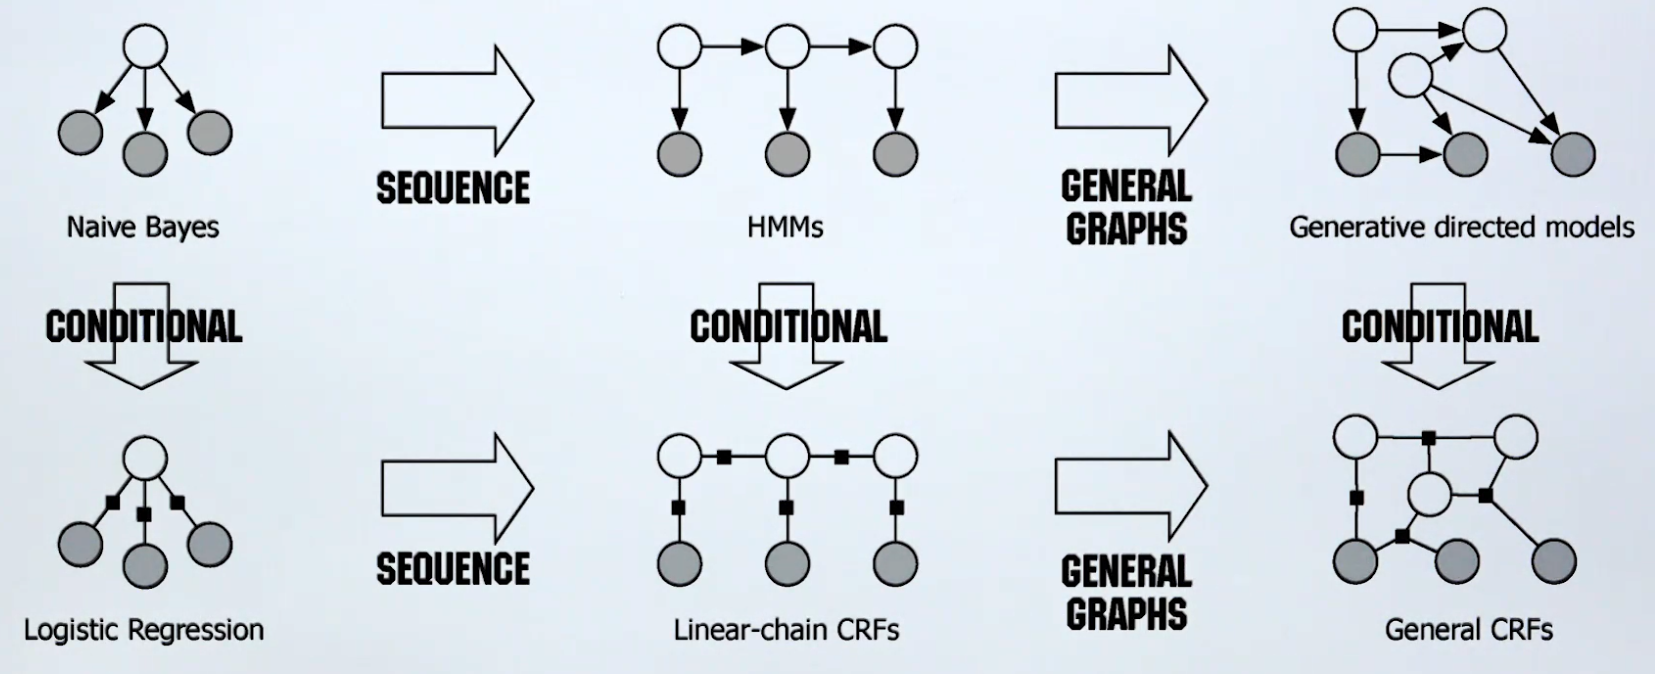 SEQUENCE
GENERAL
GRAPHS
Naive Bayes
HMMs
Generative directed models
CONDITIONAL
CONDITIONAL
CONDITIONAL
SEQUENCE
GENERAL
GRAPHS
Logistic Regression
Linear-chain CRFs
General CRFs